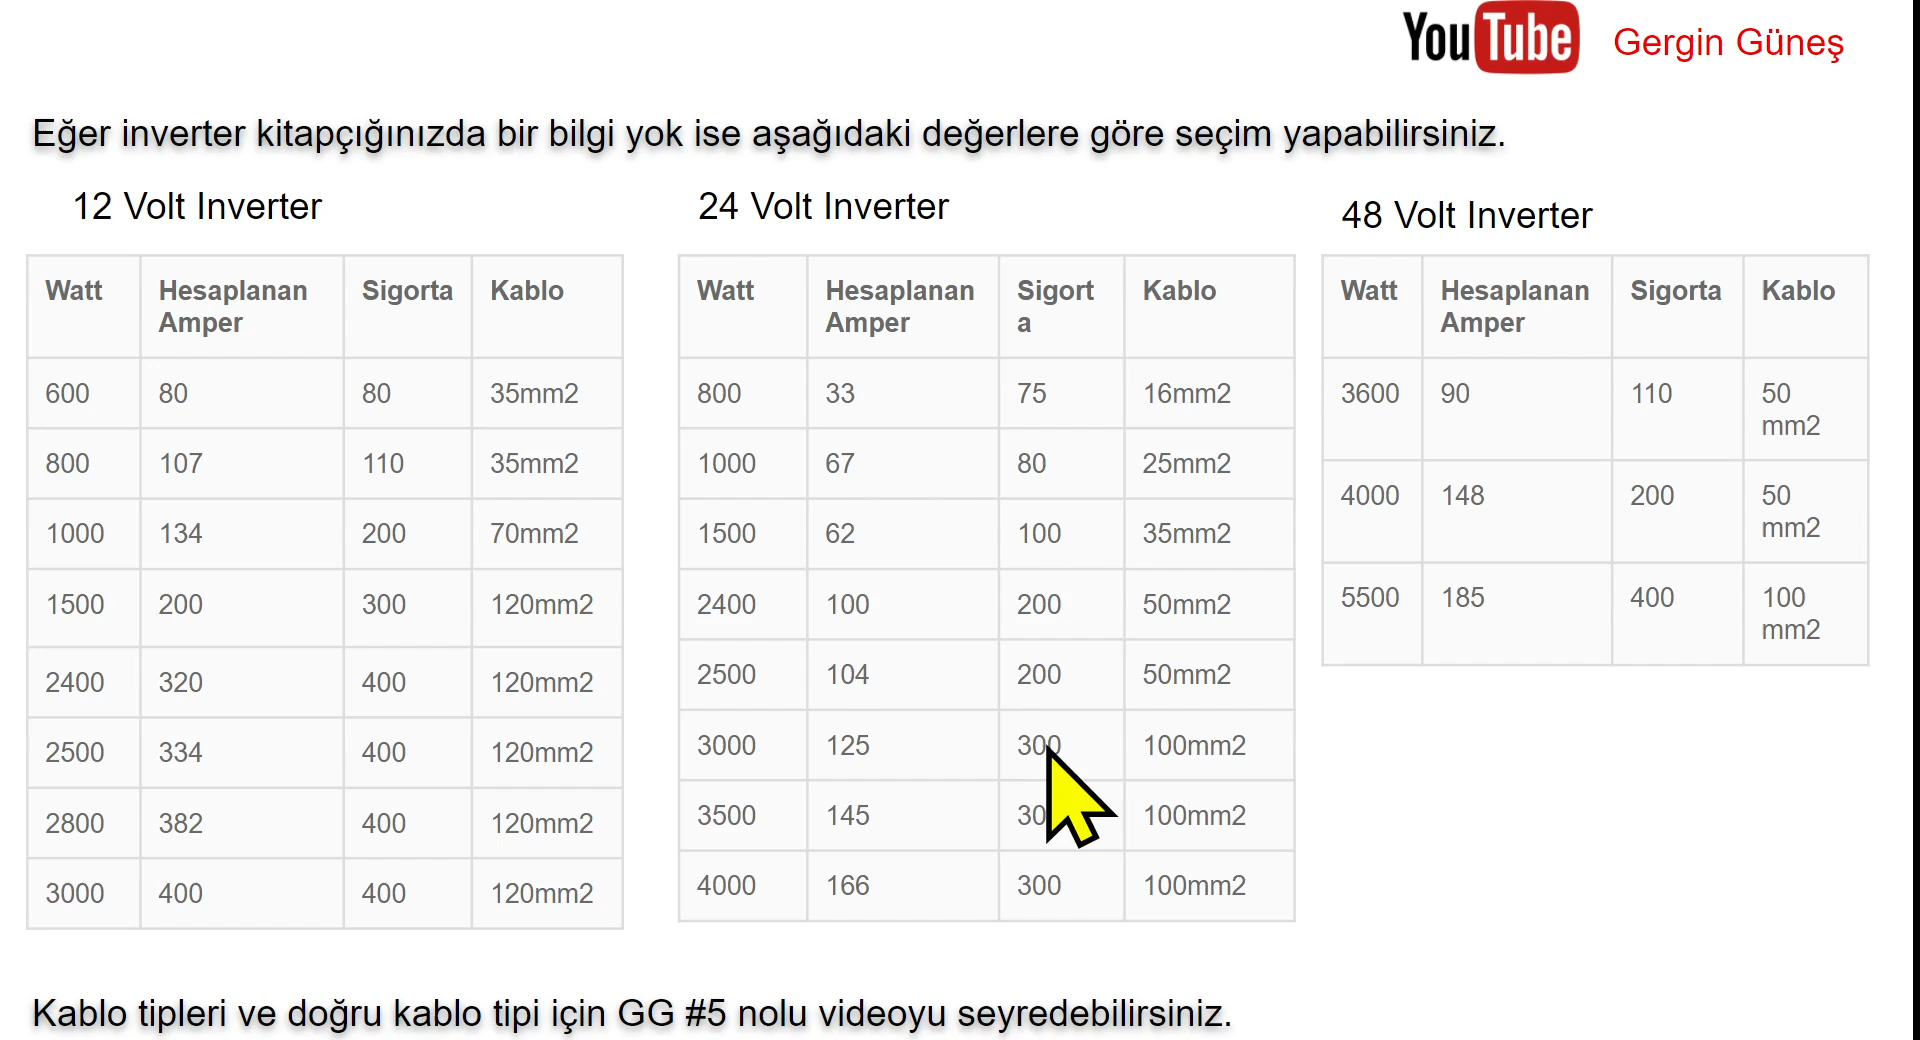 YouTube Gergin Güneş
Eğer inverter kitapçığınızda bir bilgi yok ise aşağıdaki değerlere göre seçim yapabilirsiniz.
12 Volt Inverter
Watt Hesaplanan Amper Sigorta Kablo
600 80 80 35mm2
800 107 110 35mm2
1000 134 200 70mm2
1500 200 300 120mm2
2400 320 400 120mm2
2500 334 400 120mm2
2800 382 400 120mm2
3000 400 400 120mm2
24 Volt Inverter
Watt Hesaplanan Amper Sigorta Kablo
800 33 75 16mm2
1000 67 80 25mm2
1500 62 100 35mm2
2400 100 200 50mm2
2500 104 200 50mm2
3000 125 300 100mm2
3500 145 30 100mm2
4000 166 300 100mm2
48 Volt Inverter
Watt Hesaplanan Amper Sigorta Kablo
3600 90 110 50 mm2
4000 148 200 50 mm2
5500 185 400 100 mm2
Kablo tipleri ve doğru kablo tipi için GG #5 nolu videoyu seyredebilirsiniz.